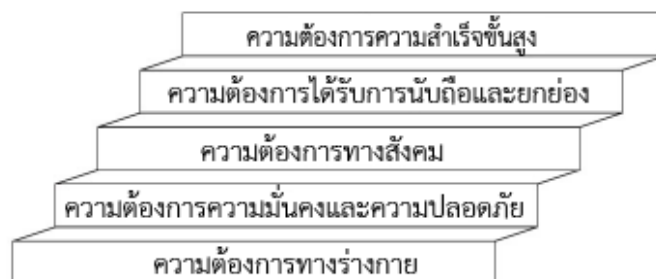 ความต้องการความสำเร็จขั้นสูง
ความต้องการได้รับการนับถือและยกย่อง
ความต้องการทางสังคม
ความต้องการความมั่นคงและความปลอดภัย
ความต้องการทางร่างกาย